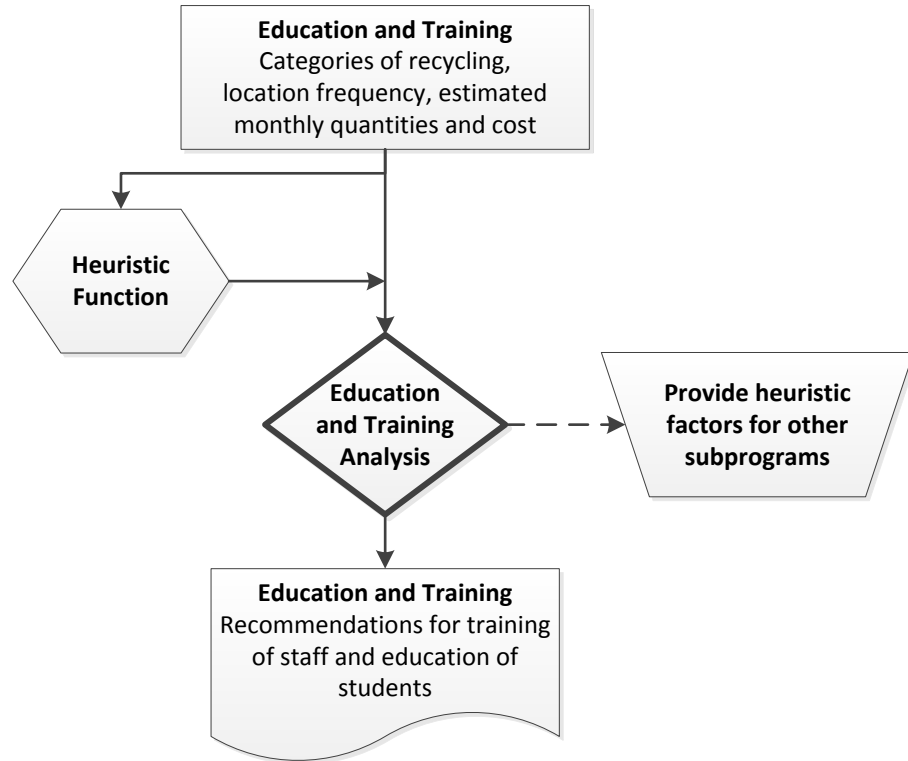 Education and Training
Categories of recycling,
location frequency, estimated
monthly quantities and cost
Heuristic
Function
Education
and Training
Analysis
Provide heuristic
factors for other
subprograms
Education and Training
Recommendations for training
of staff and education of
students